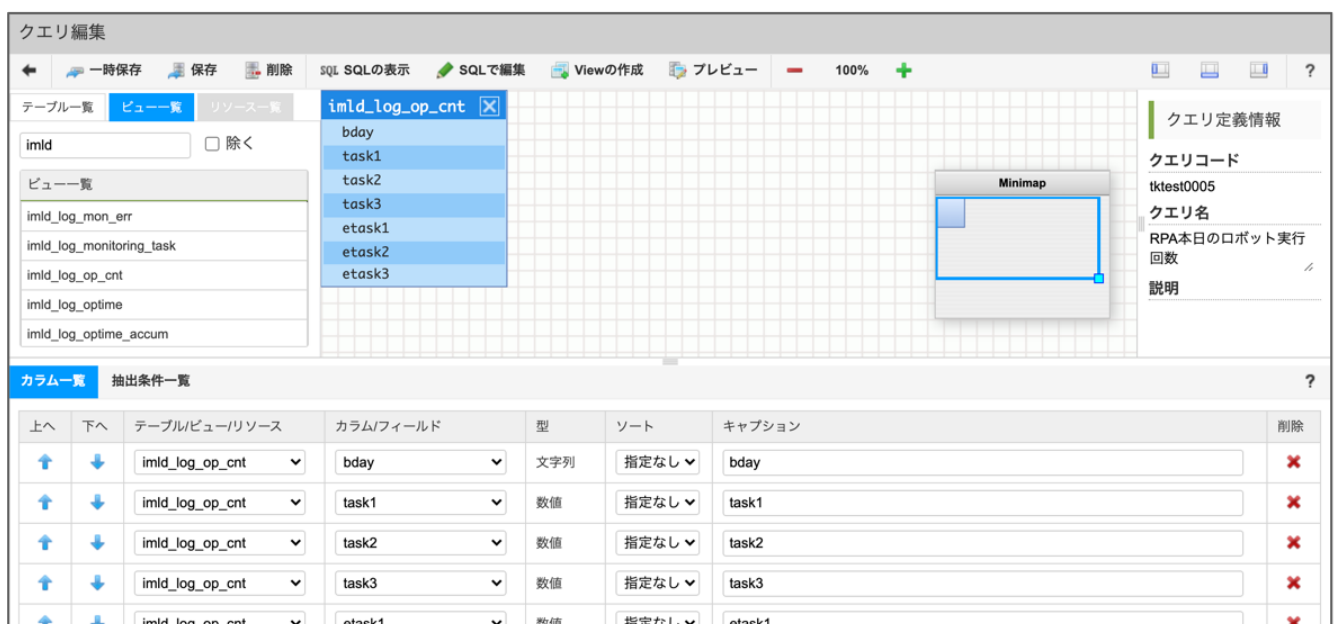 クエリ編集
一時保存 保存 削除 SQL SQLの表示 SQLで編集 Viewの作成 プレビュー 100% ?
テーブル一覧 ビュー一覧 リソース一覧
imld 除く
ビュー一覧
imld_log_mon_err
imld_log_monitoring_task
imld_log_op_cnt
imld_log_optime
imld_log_optime_accum
imld_log_op_cnt
bday
task1
task2
task3
etask1
etask2
etask3
Minimap
クエリ定義情報
クエリコード
tktest0005
クエリ名
RPA本日のロボット実行
回数
説明
カラム一覧 抽出条件一覧 ?
上へ 下へ テーブル/ビュー/リソース カラム/フィールド 型 ソート キャプション 削除
imld_log_op_cnt bday 文字列 指定なし bday
imld_log_op_cnt task1 数値 指定なし task1
imld_log_op_cnt task2 数値 指定なし task2
imld_log_op_cnt task3 数値 指定なし task3
imld_log_op_cnt etask1 数値 指定なし etask1